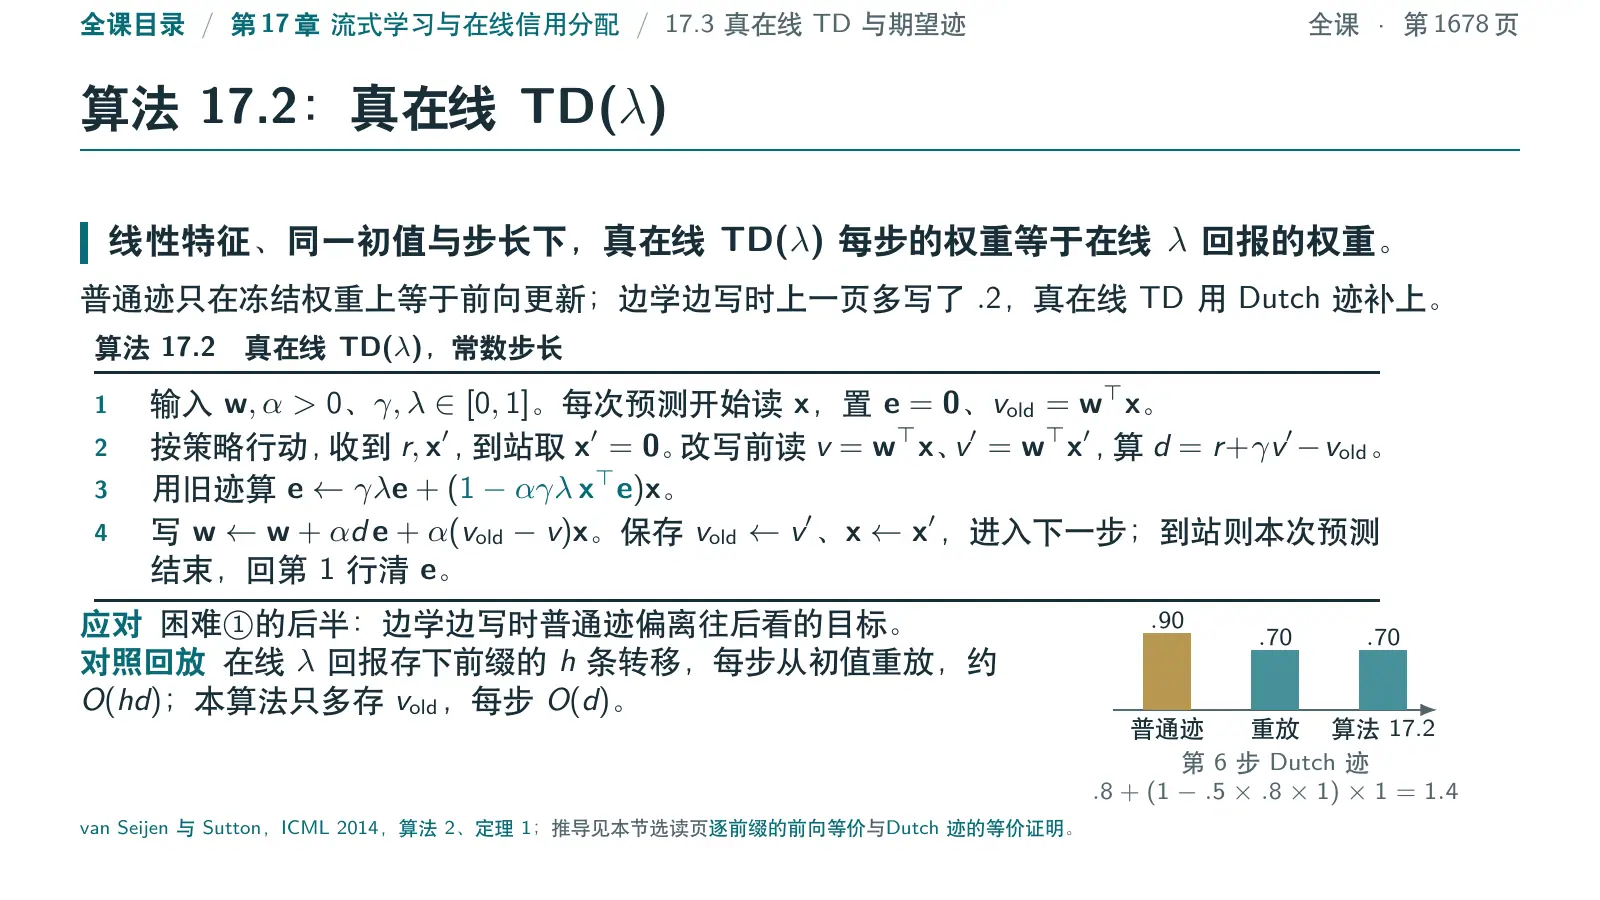 全课目录 / 第17章 流式学习与在线信用分配 / 17.3 真在线 TD 与期望迹
全课 · 第1678页
算法 17.2：真在线 TD(λ)
线性特征、同一初值与步长下，真在线 TD(λ) 每步的权重等于在线 λ 回报的权重。
普通迹只在冻结权重上等于前向更新；边学边写时上一页多写了 .2，真在线 TD 用 Dutch 迹补上。
算法 17.2 真在线 TD(λ)，常数步长
1 输入 w, α > 0、γ, λ ∈ [0, 1]。每次预测开始读 x，置 e = 0、v_old = w⊤x。
2 按策略行动，收到 r, x′，到站取 x′ = 0。改写前读 v = w⊤x、v′ = w⊤x′，算 d = r+γv′−v_old。
3 用旧迹算 e ← γλe + (1 − αγλ x⊤e)x。
4 写 w ← w + αd e + α(v_old − v)x。保存 v_old ← v′、x ← x′，进入下一步；到站则本次预测
结束，回第 1 行清 e。
应对 困难①的后半：边学边写时普通迹偏离往后看的目标。
对照回放 在线 λ 回报存下前缀的 h 条转移，每步从初值重放，约
O(hd)；本算法只多存 v_old，每步 O(d)。
.90 .70 .70
普通迹 重放 算法 17.2
第 6 步 Dutch 迹
.8 + (1 − .5 × .8 × 1) × 1 = 1.4
van Seijen 与 Sutton，ICML 2014，算法 2、定理 1；推导见本节选读页逐前缀的前向等价与Dutch 迹的等价证明。